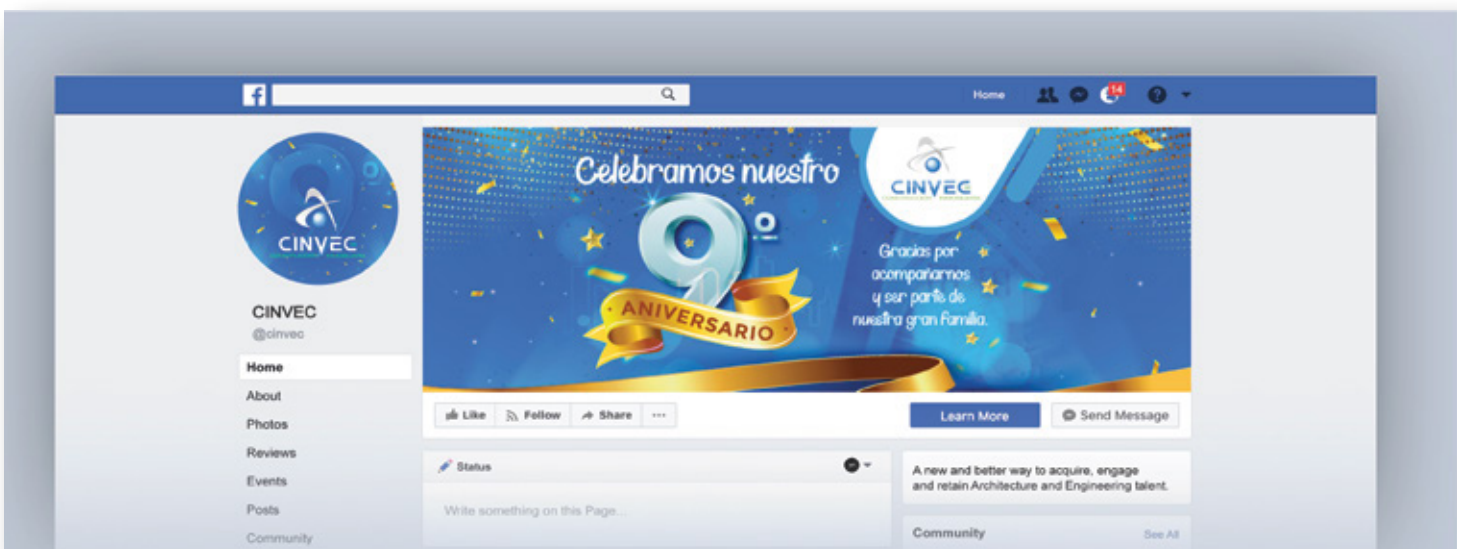 Home
14
Celebramos nuestro
9º
ANIVERSARIO
CINVEC
Gracias por
acompañarnos
y ser parte de
nuestra gran familia.
CINVEC
CINVEC
@cinvec
Home
About
Photos
Reviews
Events
Posts
Community
Like
Follow
Share
Learn More
Send Message
Status
Write something on this Page...
A new and better way to acquire, engage
and retain Architecture and Engineering talent.
Community
See All